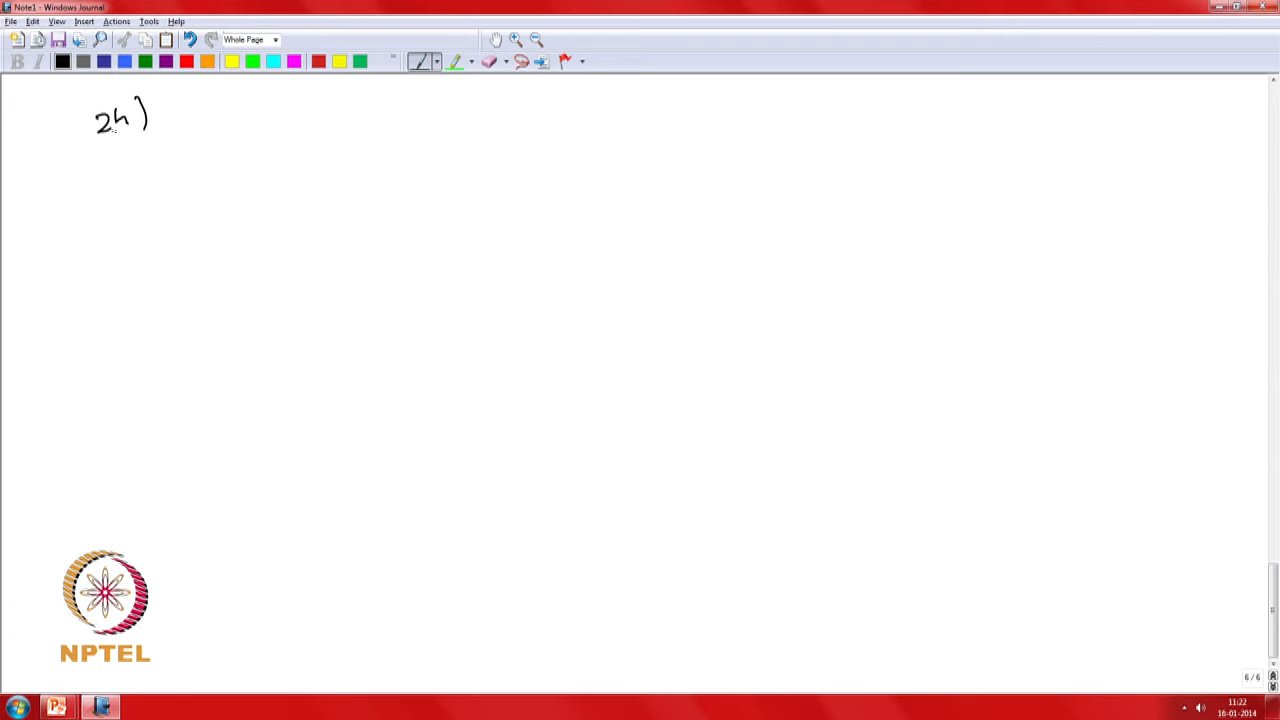 Note1 - Windows Journal
File Edit View Insert Actions Tools Help
Whole Page
B I
24)
NPTEL
6 / 6
11:22
16-01-2014